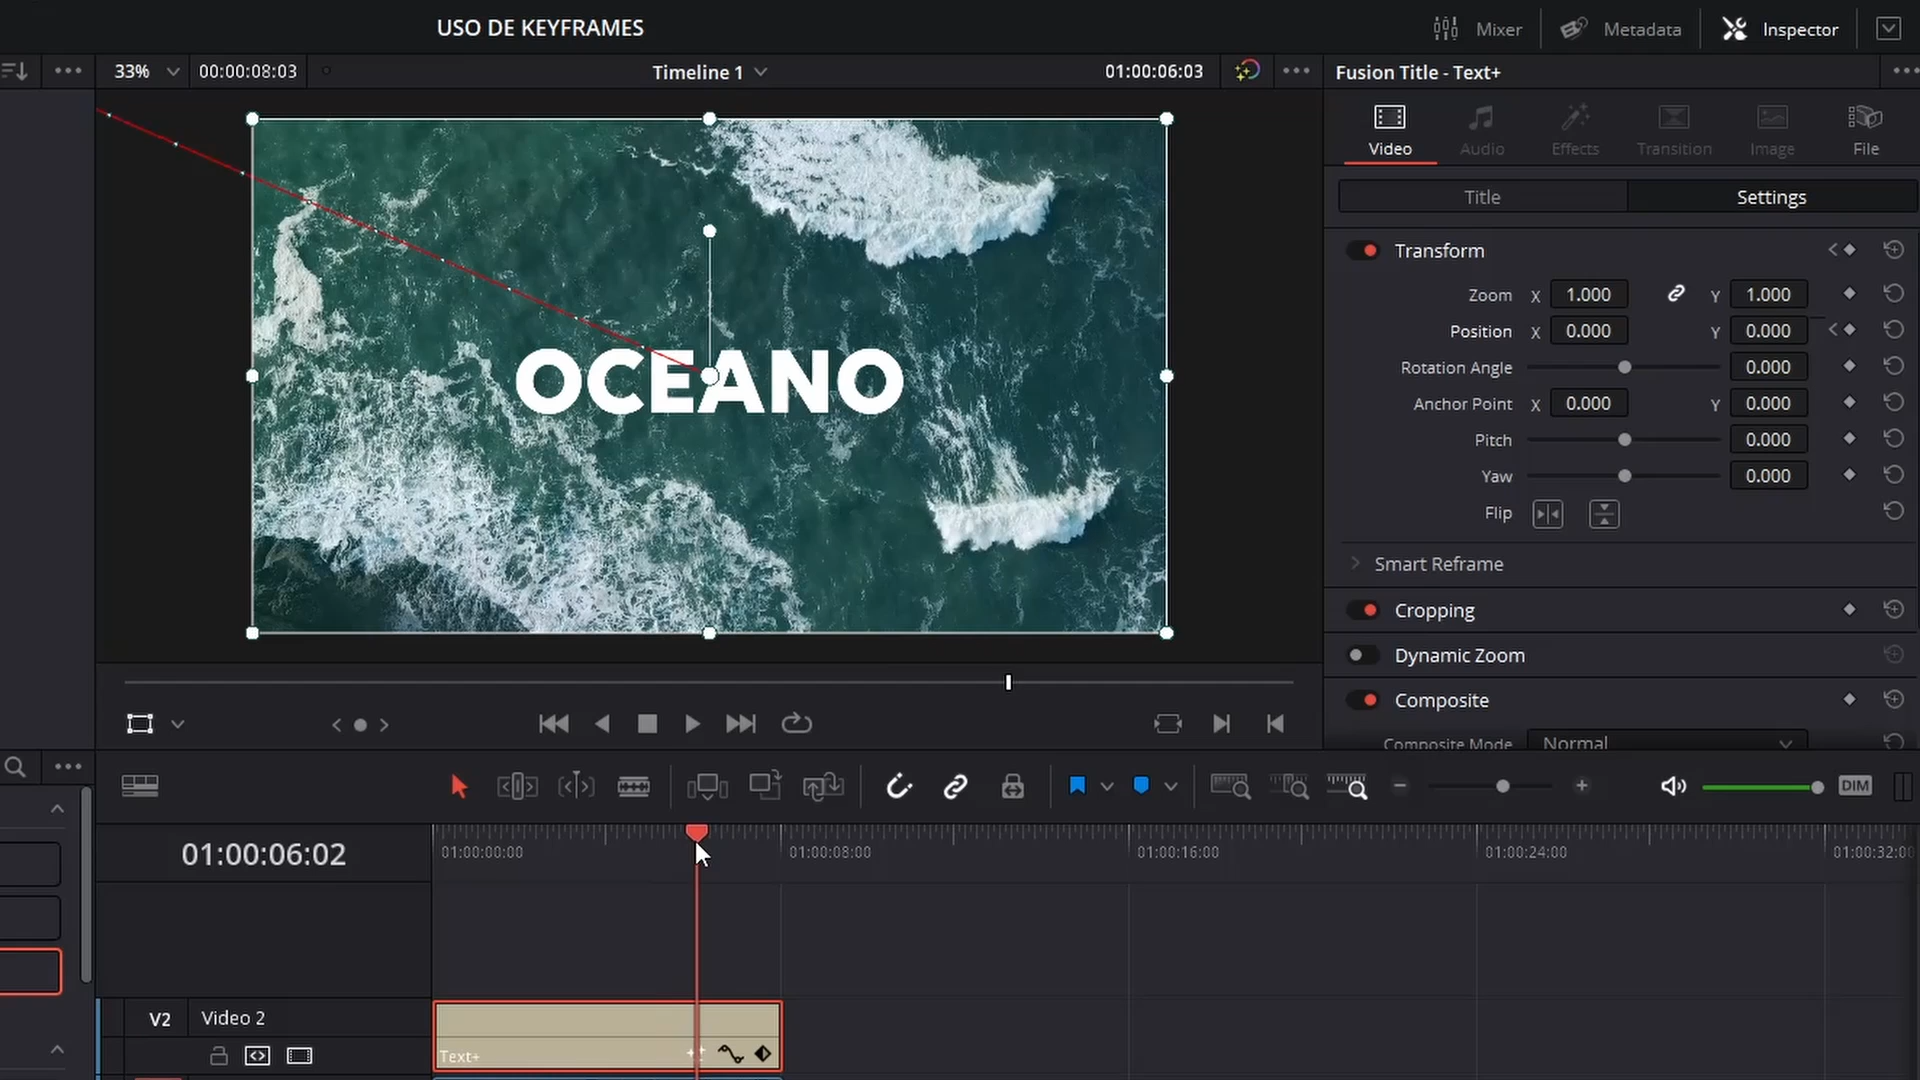 USO DE KEYFRAMES
Mixer
Metadata
Inspector
33%
00:00:08:03
Timeline 1
01:00:06:03
Fusion Title - Text+
Video
Audio
Effects
Transition
Image
File
Title
Settings
Transform
Zoom X 1.000 Y 1.000
Position X 0.000 Y 0.000
Rotation Angle 0.000
Anchor Point X 0.000 Y 0.000
Pitch 0.000
Yaw 0.000
Flip
Smart Reframe
Cropping
Dynamic Zoom
Composite
Composite Mode Normal
OCEANO
DIM
01:00:06:02
01:00:00:00
01:00:08:00
01:00:16:00
01:00:24:00
01:00:32:00
V2
Video 2
Text+